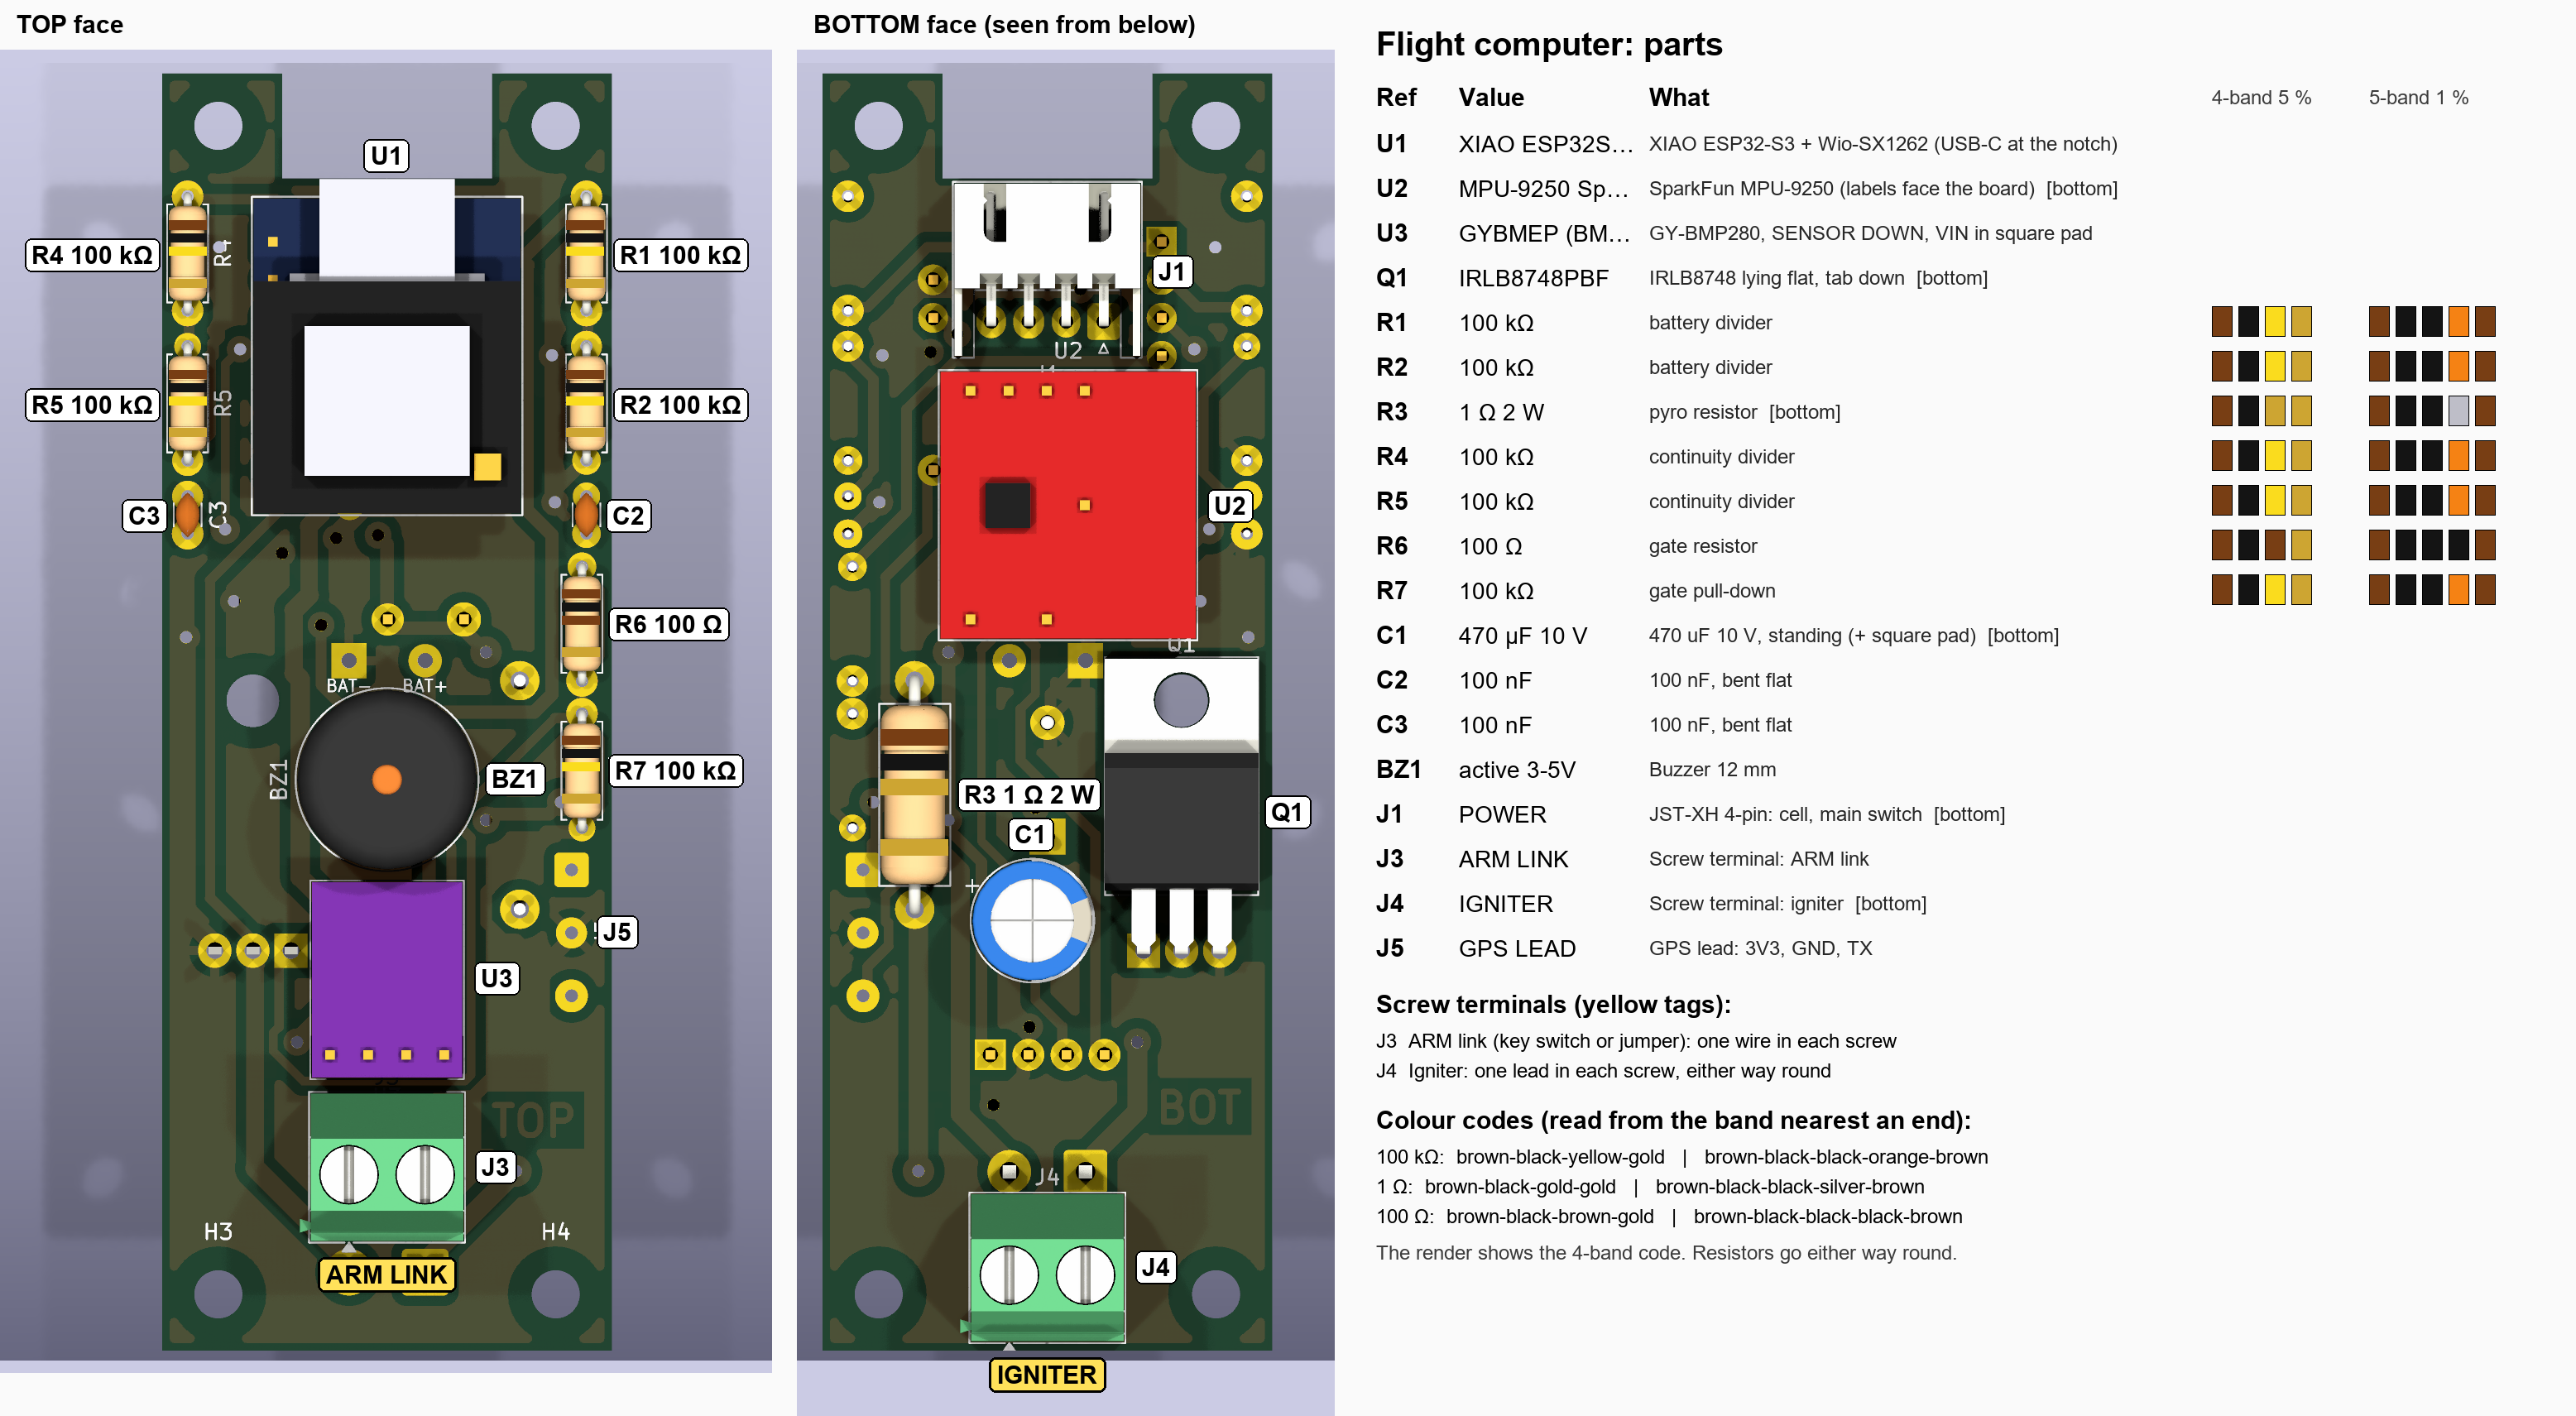 TOP face
U1
R4 100 kΩ
R4
R1 100 kΩ
R5 100 kΩ
R5
R2 100 kΩ
C3
C3
C2
R6 100 Ω
BAT-
BAT+
BZ1
BZ1
R7 100 kΩ
J5
U3
TOP
J3
H3
H4
ARM LINK
BOTTOM face (seen from below)
J1
U2
U2
Q1
R3 1 Ω 2 W
C1
+
Q1
BOT
J4
J4
IGNITER
Flight computer: parts
Ref Value What 4-band 5 % 5-band 1 %
U1 XIAO ESP32S… XIAO ESP32-S3 + Wio-SX1262 (USB-C at the notch)
U2 MPU-9250 Sp… SparkFun MPU-9250 (labels face the board) [bottom]
U3 GYBMEP (BM… GY-BMP280, SENSOR DOWN, VIN in square pad
Q1 IRLB8748PBF IRLB8748 lying flat, tab down [bottom]
R1 100 kΩ battery divider
R2 100 kΩ battery divider
R3 1 Ω 2 W pyro resistor [bottom]
R4 100 kΩ continuity divider
R5 100 kΩ continuity divider
R6 100 Ω gate resistor
R7 100 kΩ gate pull-down
C1 470 µF 10 V 470 uF 10 V, standing (+ square pad) [bottom]
C2 100 nF 100 nF, bent flat
C3 100 nF 100 nF, bent flat
BZ1 active 3-5V Buzzer 12 mm
J1 POWER JST-XH 4-pin: cell, main switch [bottom]
J3 ARM LINK Screw terminal: ARM link
J4 IGNITER Screw terminal: igniter [bottom]
J5 GPS LEAD GPS lead: 3V3, GND, TX
Screw terminals (yellow tags):
J3 ARM link (key switch or jumper): one wire in each screw
J4 Igniter: one lead in each screw, either way round
Colour codes (read from the band nearest an end):
100 kΩ: brown-black-yellow-gold | brown-black-black-orange-brown
1 Ω: brown-black-gold-gold | brown-black-black-silver-brown
100 Ω: brown-black-brown-gold | brown-black-black-black-brown
The render shows the 4-band code. Resistors go either way round.